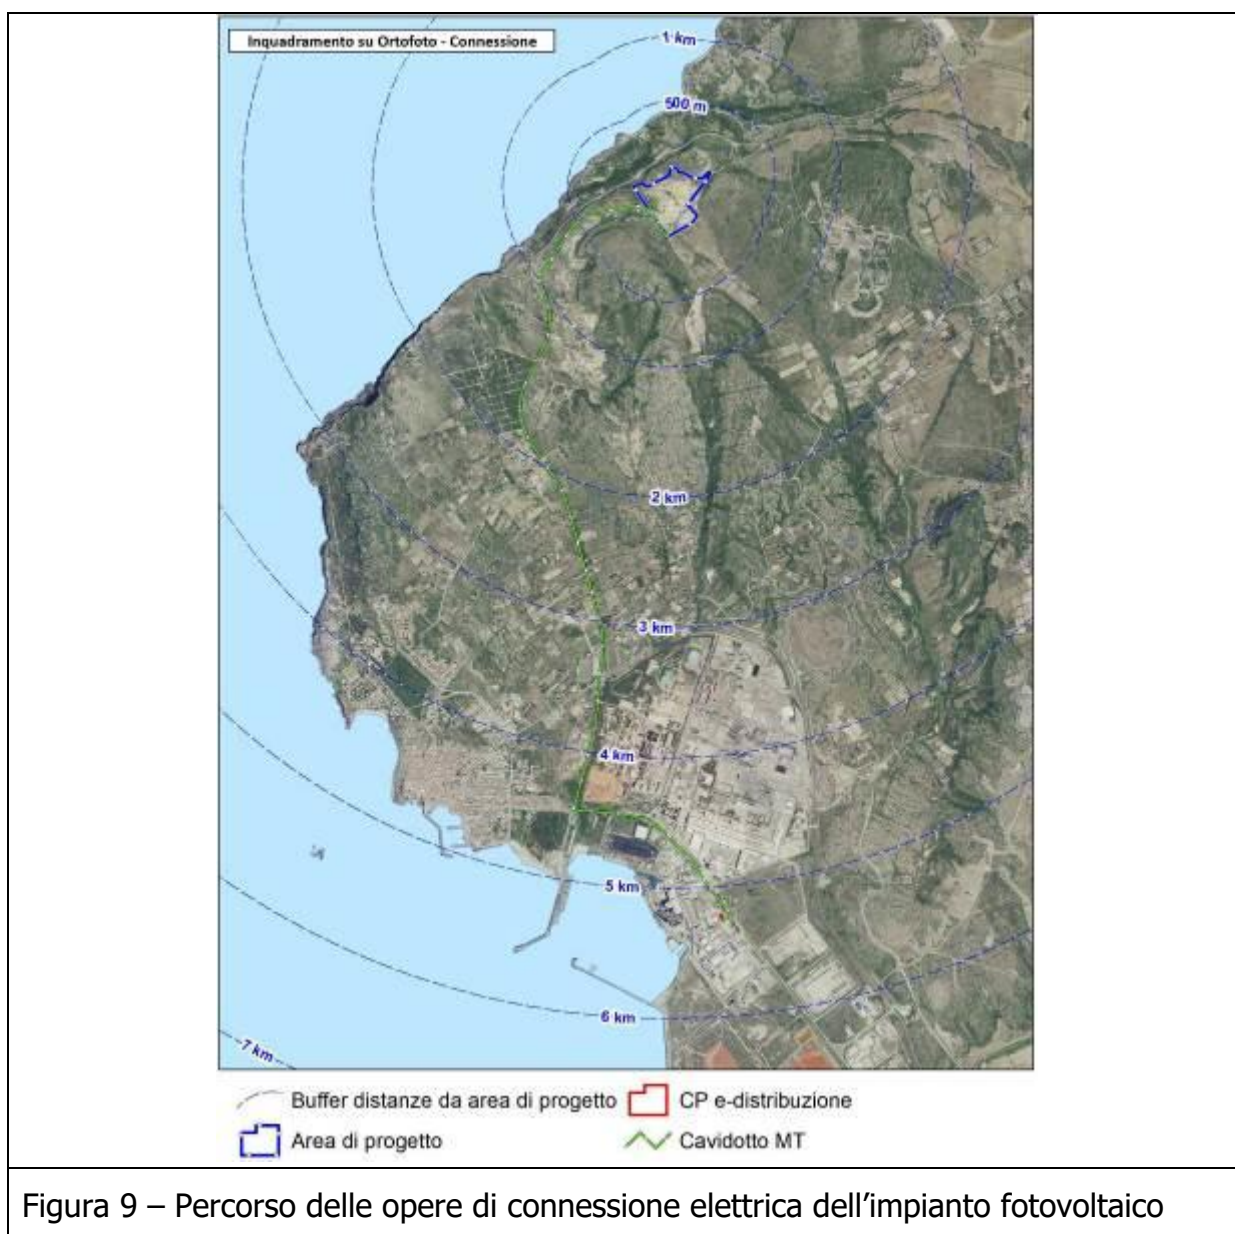 Inquadramento su Ortofoto - Connessione
1 km
500 m
2 km
3 km
4 km
5 km
6 km
7 km
Buffer distanze da area di progetto
CP e-distribuzione
Area di progetto
Cavidotto MT
Figura 9 – Percorso delle opere di connessione elettrica dell'impianto fotovoltaico